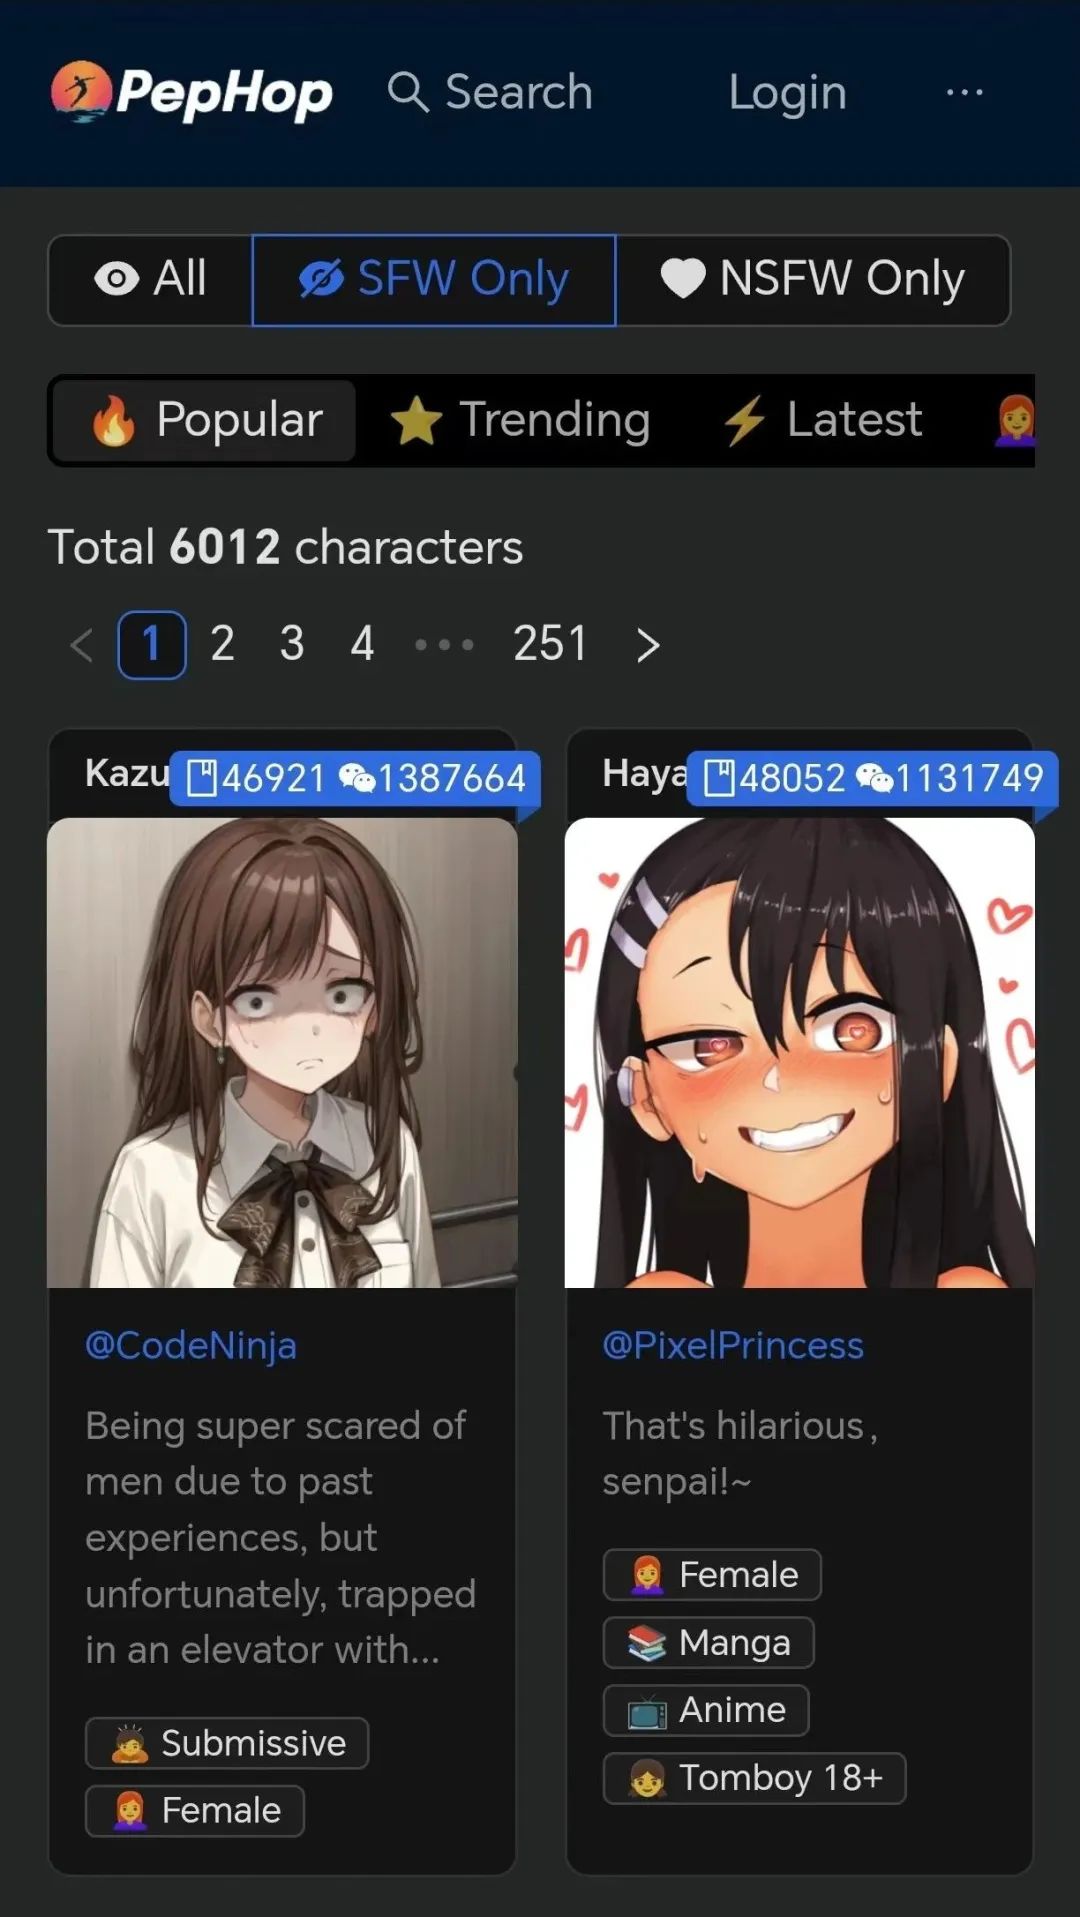 PepHop Search Login ...
All SFW Only NSFW Only
Popular Trending Latest
Total 6012 characters
< 1 2 3 4 ... 251 >
Kazu 46921 1387664
Haya 48052 1131749
@CodeNinja
Being super scared of
men due to past
experiences, but
unfortunately, trapped
in an elevator with...
Submissive
Female
@PixelPrincess
That's hilarious,
senpai!~
Female
Manga
Anime
Tomboy 18+